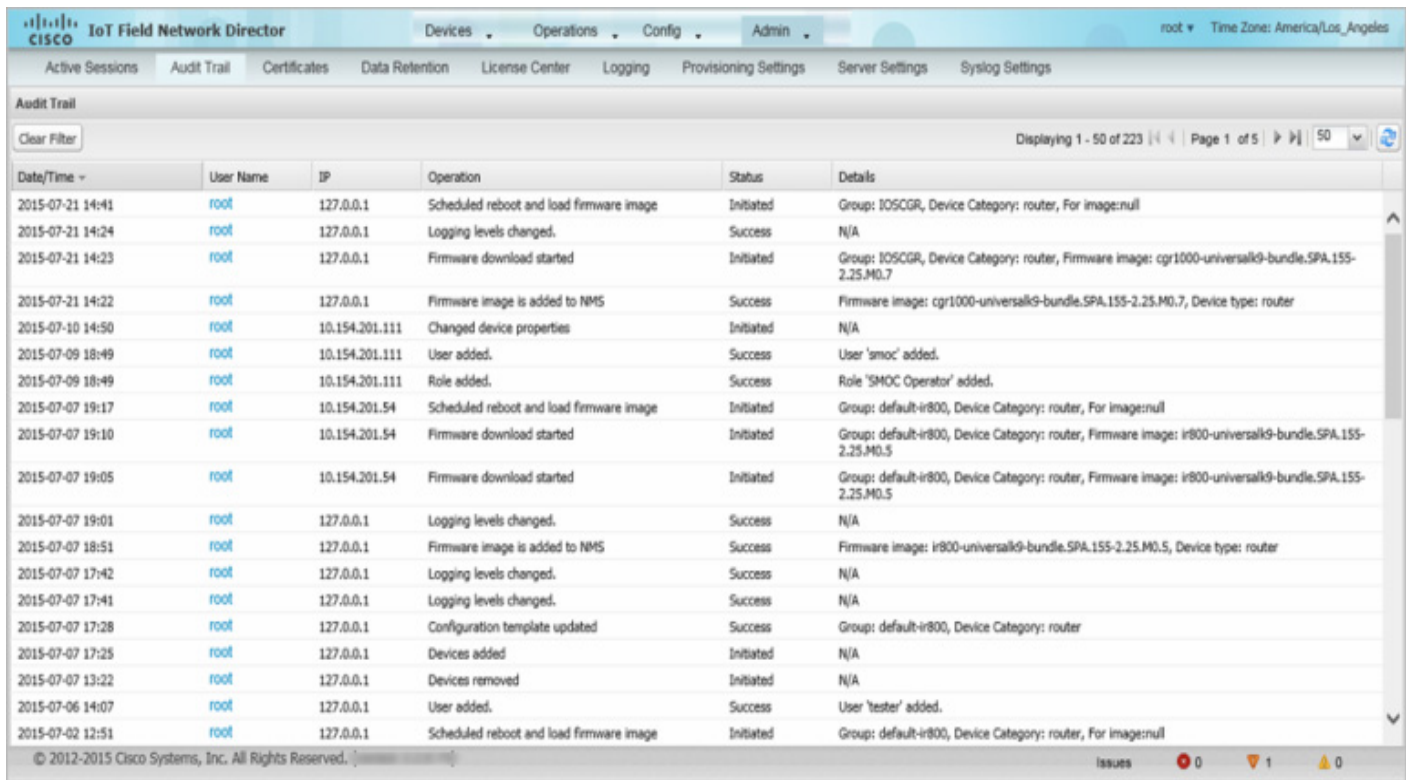 CISCO IoT Field Network Director Devices Operations Config Admin root Time Zone: America/Los_Angeles
Active Sessions Audit Trail Certificates Data Retention License Center Logging Provisioning Settings Server Settings Syslog Settings
Audit Trail
Clear Filter Displaying 1 - 50 of 223 Page 1 of 5 50
Date/Time User Name IP Operation Status Details
2015-07-21 14:41 root 127.0.0.1 Scheduled reboot and load firmware image Initiated Group: IOSCGR, Device Category: router, For image:null
2015-07-21 14:24 root 127.0.0.1 Logging levels changed. Success N/A
2015-07-21 14:23 root 127.0.0.1 Firmware download started Initiated Group: IOSCGR, Device Category: router, Firmware image: cgr1000-universalk9-bundle.SPA.155-
2.25.M0.7
2015-07-21 14:22 root 127.0.0.1 Firmware image is added to NMS Success Firmware image: cgr1000-universalk9-bundle.SPA.155-2.25.M0.7, Device type: router
2015-07-10 14:50 root 10.154.201.111 Changed device properties Initiated N/A
2015-07-09 18:49 root 10.154.201.111 User added. Success User 'smoc' added.
2015-07-09 18:49 root 10.154.201.111 Role added. Success Role 'SMOC Operator' added.
2015-07-07 19:17 root 10.154.201.54 Scheduled reboot and load firmware image Initiated Group: default-ir800, Device Category: router, For image:null
2015-07-07 19:10 root 10.154.201.54 Firmware download started Initiated Group: default-ir800, Device Category: router, Firmware image: ir800-universalk9-bundle.SPA.155-
2.25.M0.5
2015-07-07 19:05 root 10.154.201.54 Firmware download started Initiated Group: default-ir800, Device Category: router, Firmware image: ir800-universalk9-bundle.SPA.155-
2.25.M0.5
2015-07-07 19:01 root 127.0.0.1 Logging levels changed. Success N/A
2015-07-07 18:51 root 127.0.0.1 Firmware image is added to NMS Success Firmware image: ir800-universalk9-bundle.SPA.155-2.25.M0.5, Device type: router
2015-07-07 17:42 root 127.0.0.1 Logging levels changed. Success N/A
2015-07-07 17:41 root 127.0.0.1 Logging levels changed. Success N/A
2015-07-07 17:28 root 127.0.0.1 Configuration template updated Success Group: default-ir800, Device Category: router
2015-07-07 17:25 root 127.0.0.1 Devices added Initiated N/A
2015-07-07 13:22 root 127.0.0.1 Devices removed Initiated N/A
2015-07-06 14:07 root 127.0.0.1 User added. Success User 'tester' added.
2015-07-02 12:51 root 127.0.0.1 Scheduled reboot and load firmware image Initiated Group: default-ir800, Device Category: router, For image:null
© 2012-2015 Cisco Systems, Inc. All Rights Reserved. Issues 0 1 0